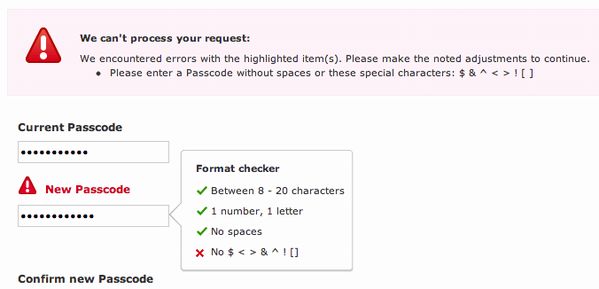 We can't process your request:
We encountered errors with the highlighted item(s). Please make the noted adjustments to continue.
• Please enter a Passcode without spaces or these special characters: $ & ^ < > ! [ ]
Current Passcode
•••••••••••
New Passcode
••••••••••••
Format checker
Between 8 - 20 characters
1 number, 1 letter
No spaces
No $ < > & ^ ! []
Confirm new Passcode